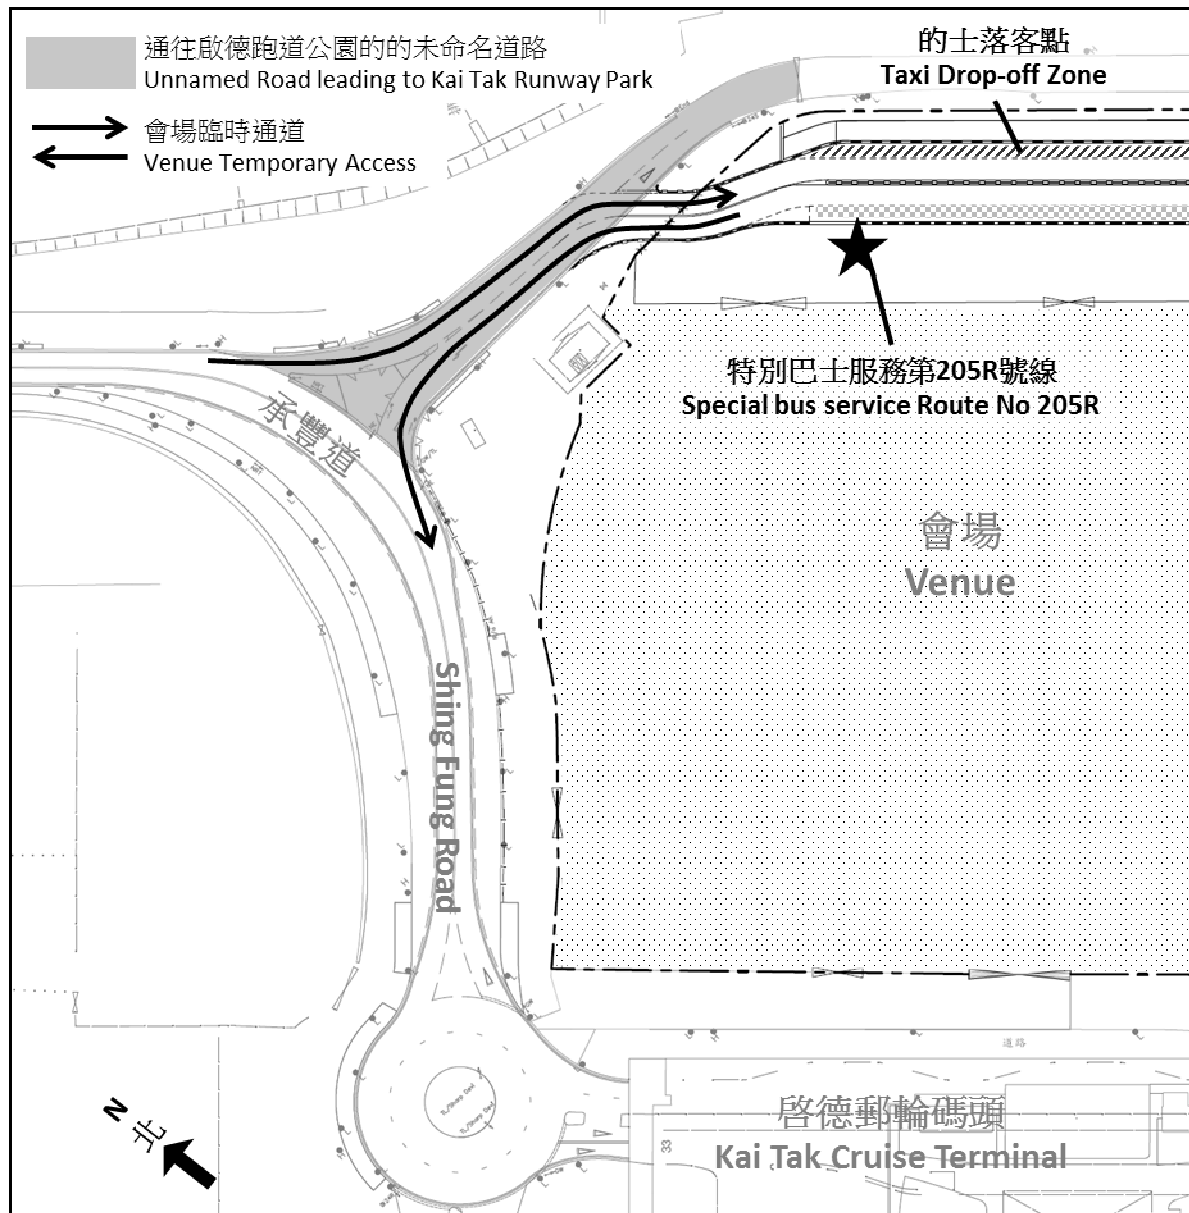 通往啟德跑道公園的的未命名道路
Unnamed Road leading to Kai Tak Runway Park
會場臨時通道
Venue Temporary Access
的士落客點
Taxi Drop-off Zone
特別巴士服務第205R號線
Special bus service Route No 205R
承豐道
會場
Venue
Shing Fung Road
道路
啓德郵輪碼頭
Kai Tak Cruise Terminal
33
N
北